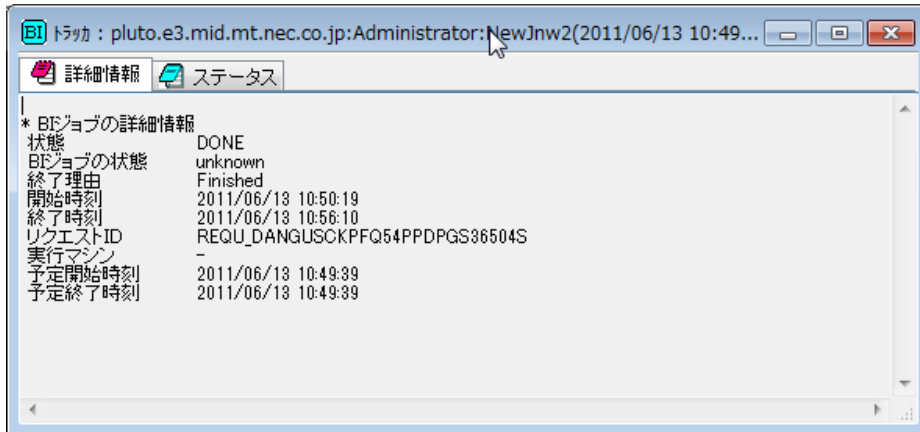 BI ﾄﾗｯｶ : pluto.e3.mid.mt.nec.co.jp:Administrator:NewJnw2(2011/06/13 10:49...
詳細情報 ステータス
* BIジョブの詳細情報
状態 DONE
BIジョブの状態 unknown
終了理由 Finished
開始時刻 2011/06/13 10:50:19
終了時刻 2011/06/13 10:56:10
リクエストID REQU_DANGUSCKPFQ54PPDPGS36504S
実行マシン -
予定開始時刻 2011/06/13 10:49:39
予定終了時刻 2011/06/13 10:49:39